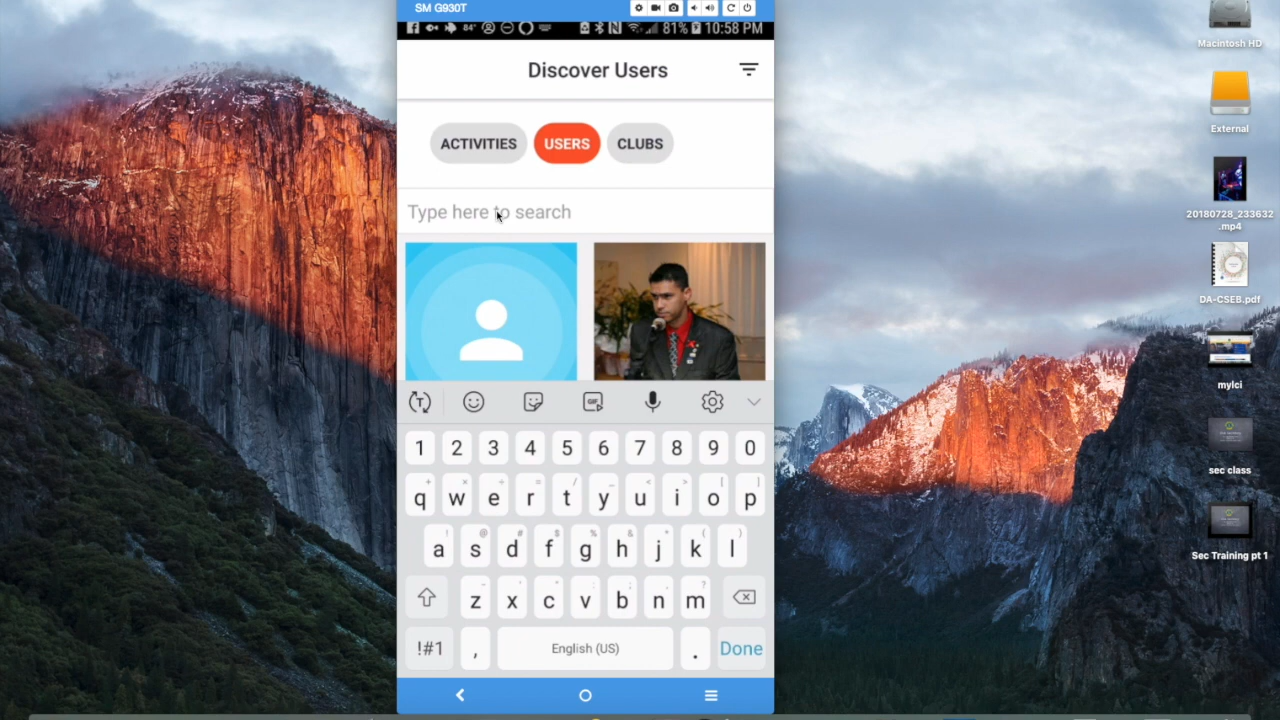 SM G930T
84°
81%
10:58 PM
Discover Users
ACTIVITIES
USERS
CLUBS
Type here to search
GIF
1 2 3 4 5 6 7 8 9 0
q w e r t y u i o p
a s d f g h j k l
z x c v b n m
!#1 , English (US) . Done
Macintosh HD
External
20180728_233632
.mp4
DA-CSEB.pdf
mylci
sec class
Sec Training pt 1